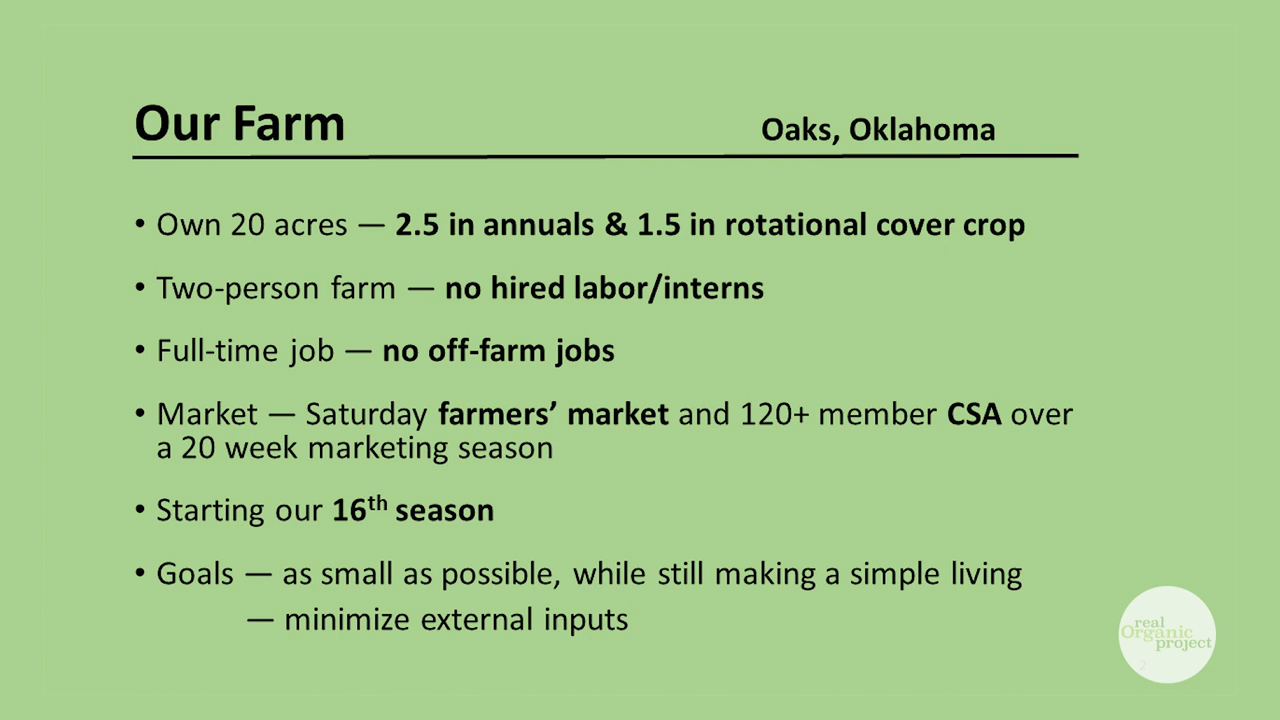 Our Farm
Oaks, Oklahoma
• Own 20 acres — 2.5 in annuals & 1.5 in rotational cover crop
• Two-person farm — no hired labor/interns
• Full-time job — no off-farm jobs
• Market — Saturday farmers’ market and 120+ member CSA over
a 20 week marketing season
• Starting our 16th season
• Goals — as small as possible, while still making a simple living
— minimize external inputs
real
Organic
project
2